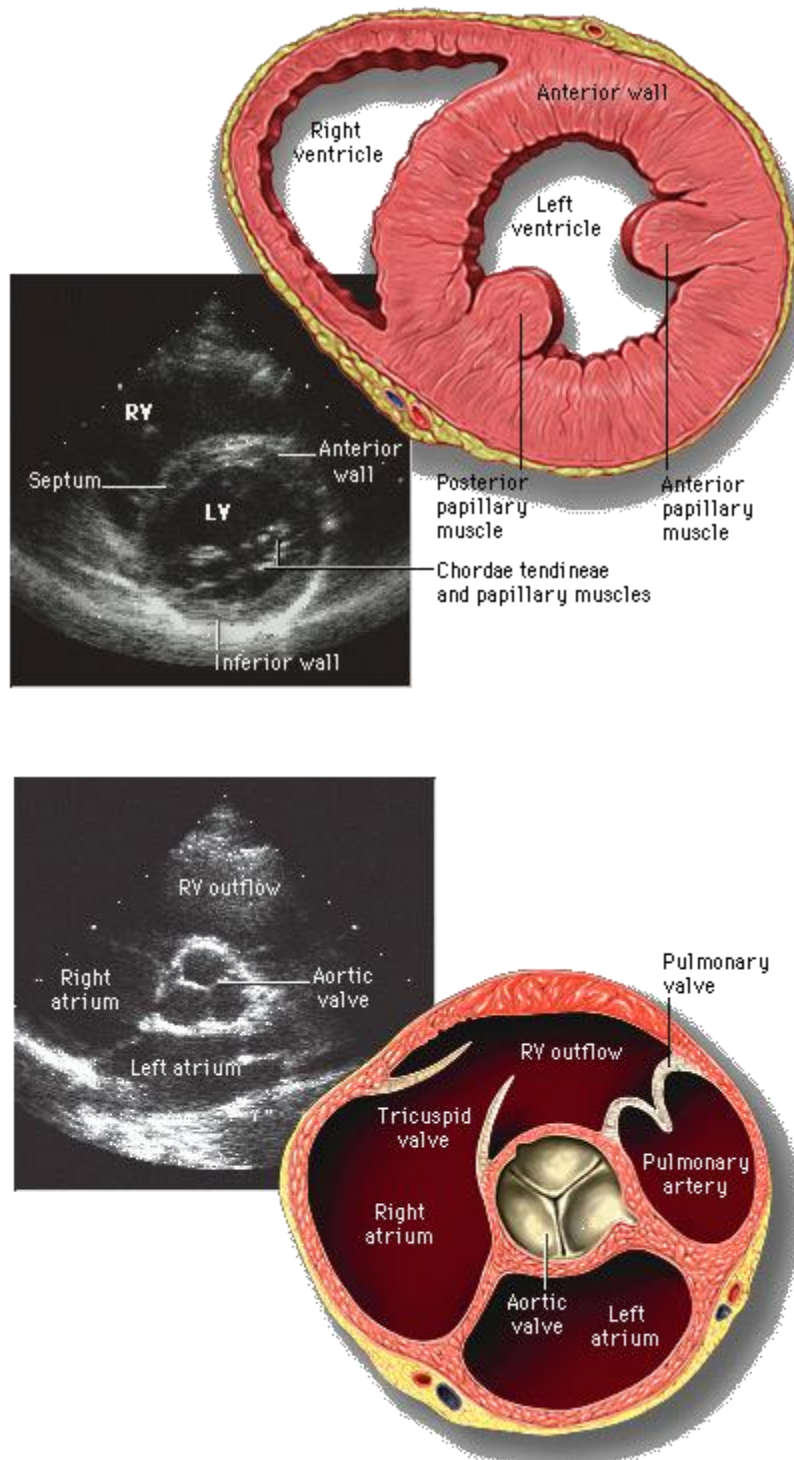 Anterior wall
Right
ventricle
Left
ventricle
RV
Septum
Anterior
wall
LV
Posterior
papillary
muscle
Anterior
papillary
muscle
Chordae tendineae
and papillary muscles
Inferior wall
RV outflow
Right
atrium
Aortic
valve
Left atrium
Pulmonary
valve
RV outflow
Tricuspid
valve
Pulmonary
artery
Right
atrium
Aortic
valve
Left
atrium